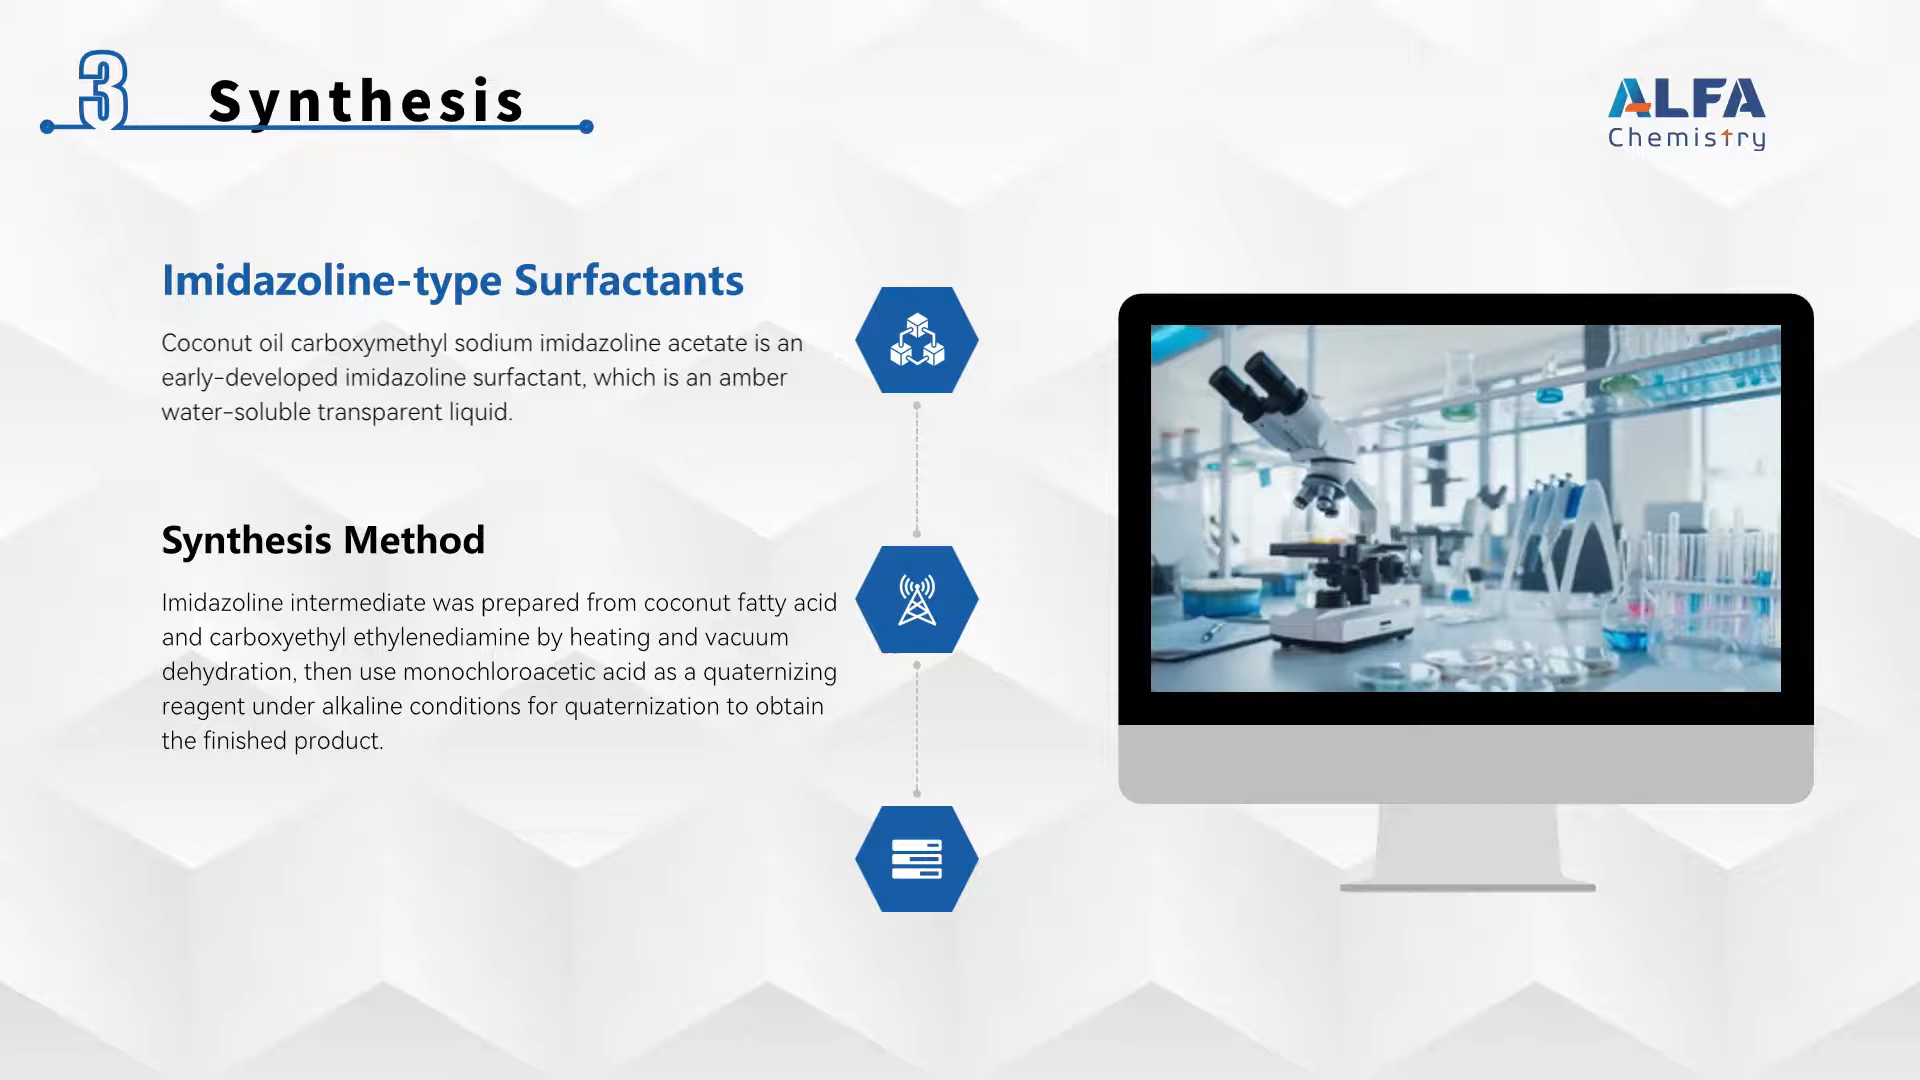 3 Synthesis
ALFA
Chemistry
Imidazoline-type Surfactants
Coconut oil carboxymethyl sodium imidazoline acetate is an
early-developed imidazoline surfactant, which is an amber
water-soluble transparent liquid.
Synthesis Method
Imidazoline intermediate was prepared from coconut fatty acid
and carboxyethyl ethylenediamine by heating and vacuum
dehydration, then use monochloroacetic acid as a quaternizing
reagent under alkaline conditions for quaternization to obtain
the finished product.